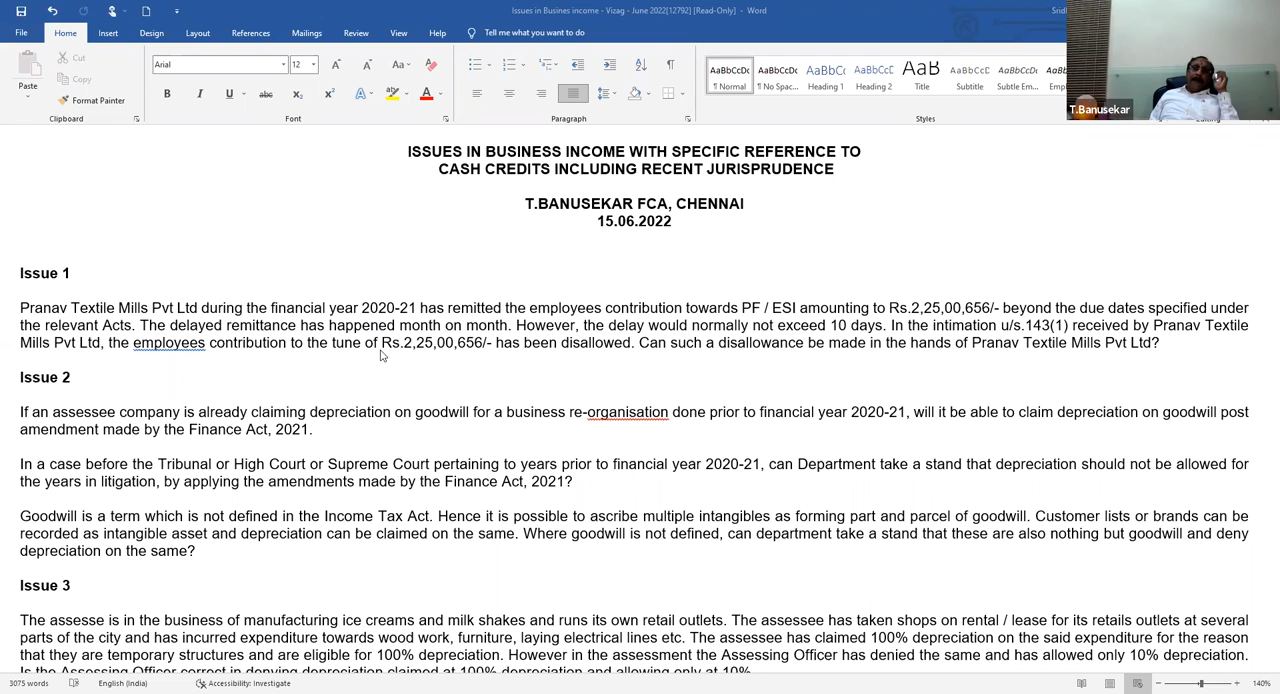 Issues in Busines income - Vizag - June 2022[12792] [Read-Only] - Word
Sridl
File Home Insert Design Layout References Mailings Review View Help Tell me what you want to do
Cut
Copy
Paste
Format Painter
Clipboard
Arial 12
Font
Paragraph
AaBbCcDc AaBbCcDc AaBbCc AaBbCcD AaB AaBbCcD AaBbCcDc
¶ Normal ¶ No Spac... Heading 1 Heading 2 Title Subtitle Subtle Em...
Styles
T.Banusekar
ISSUES IN BUSINESS INCOME WITH SPECIFIC REFERENCE TO
CASH CREDITS INCLUDING RECENT JURISPRUDENCE
T.BANUSEKAR FCA, CHENNAI
15.06.2022
Issue 1
Pranav Textile Mills Pvt Ltd during the financial year 2020-21 has remitted the employees contribution towards PF / ESI amounting to Rs.2,25,00,656/- beyond the due dates specified under
the relevant Acts. The delayed remittance has happened month on month. However, the delay would normally not exceed 10 days. In the intimation u/s.143(1) received by Pranav Textile
Mills Pvt Ltd, the employees contribution to the tune of Rs.2,25,00,656/- has been disallowed. Can such a disallowance be made in the hands of Pranav Textile Mills Pvt Ltd?
Issue 2
If an assessee company is already claiming depreciation on goodwill for a business re-organisation done prior to financial year 2020-21, will it be able to claim depreciation on goodwill post
amendment made by the Finance Act, 2021.
In a case before the Tribunal or High Court or Supreme Court pertaining to years prior to financial year 2020-21, can Department take a stand that depreciation should not be allowed for
the years in litigation, by applying the amendments made by the Finance Act, 2021?
Goodwill is a term which is not defined in the Income Tax Act. Hence it is possible to ascribe multiple intangibles as forming part and parcel of goodwill. Customer lists or brands can be
recorded as intangible asset and depreciation can be claimed on the same. Where goodwill is not defined, can department take a stand that these are also nothing but goodwill and deny
depreciation on the same?
Issue 3
The assesse is in the business of manufacturing ice creams and milk shakes and runs its own retail outlets. The assessee has taken shops on rental / lease for its retails outlets at several
parts of the city and has incurred expenditure towards wood work, furniture, laying electrical lines etc. The assessee has claimed 100% depreciation on the said expenditure for the reason
that they are temporary structures and are eligible for 100% depreciation. However in the assessment the Assessing Officer has denied the same and has allowed only 10% depreciation.
Is the Assessing Officer correct in denying depreciation claimed at 100% depreciation and allowing only at 10%
3075 words English (India) Accessibility: Investigate 140%